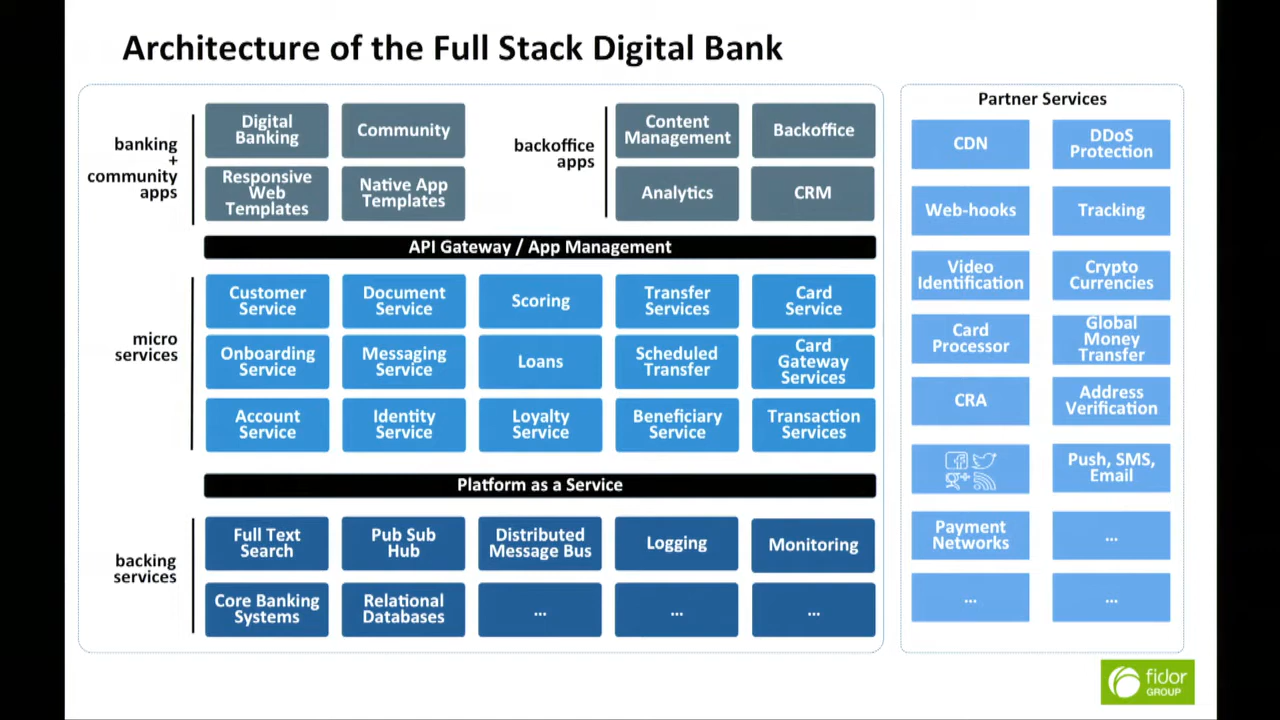 Architecture of the Full Stack Digital Bank
banking
+
community
apps
Digital
Banking
Community
Responsive
Web
Templates
Native App
Templates
backoffice
apps
Content
Management
Backoffice
Analytics
CRM
API Gateway / App Management
micro
services
Customer
Service
Document
Service
Scoring
Transfer
Services
Card
Service
Onboarding
Service
Messaging
Service
Loans
Scheduled
Transfer
Card
Gateway
Services
Account
Service
Identity
Service
Loyalty
Service
Beneficiary
Service
Transaction
Services
Platform as a Service
backing
services
Full Text
Search
Pub Sub
Hub
Distributed
Message Bus
Logging
Monitoring
Core Banking
Systems
Relational
Databases
...
...
...
Partner Services
CDN
DDoS
Protection
Web-hooks
Tracking
Video
Identification
Crypto
Currencies
Card
Processor
Global
Money
Transfer
CRA
Address
Verification
Push, SMS,
Email
Payment
Networks
...
...
...
fidor
GROUP